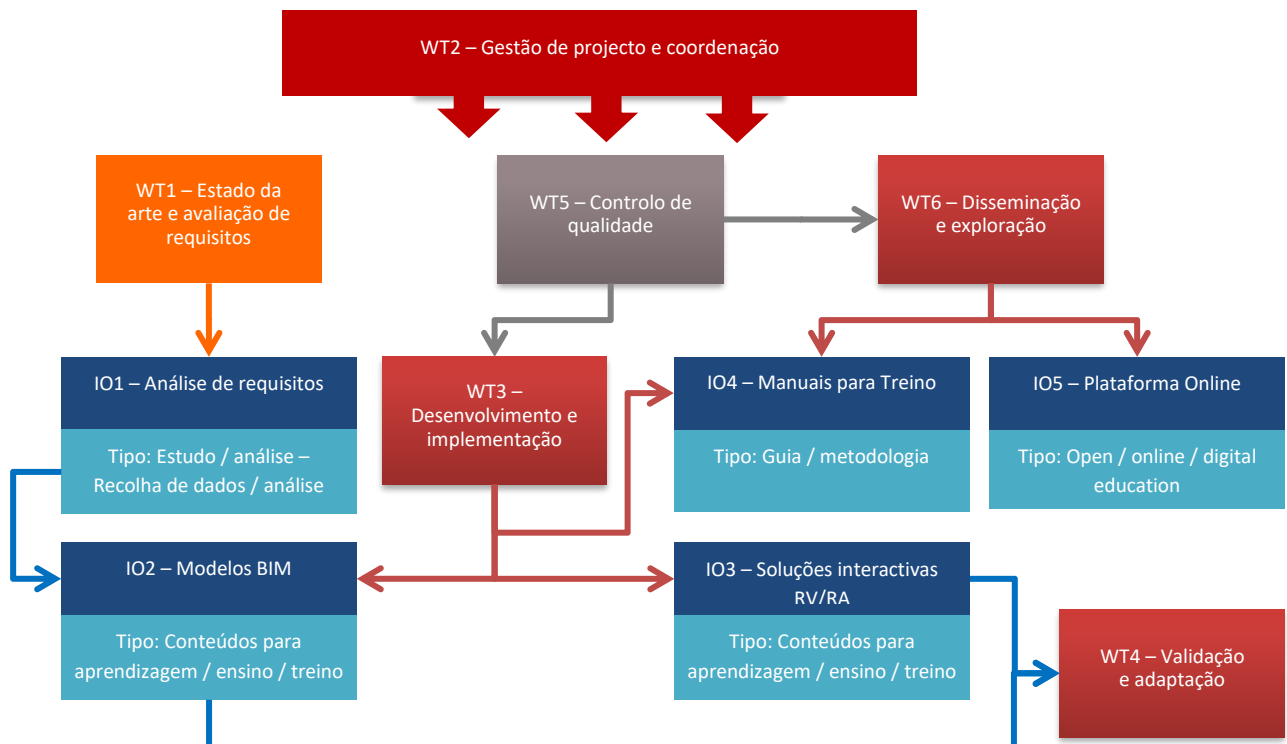 WT2 – Gestão de projecto e coordenação
WT1 – Estado da
arte e avaliação de
requisitos
WT5 – Controlo de
qualidade
WT6 – Disseminação
e exploração
IO1 – Análise de requisitos
Tipo: Estudo / análise –
Recolha de dados / análise
WT3 –
Desenvolvimento e
implementação
IO4 – Manuais para Treino
Tipo: Guia / metodologia
IO5 – Plataforma Online
Tipo: Open / online / digital
education
IO2 – Modelos BIM
Tipo: Conteúdos para
aprendizagem / ensino / treino
IO3 – Soluções interactivas
RV/RA
Tipo: Conteúdos para
aprendizagem / ensino / treino
WT4 – Validação
e adaptação